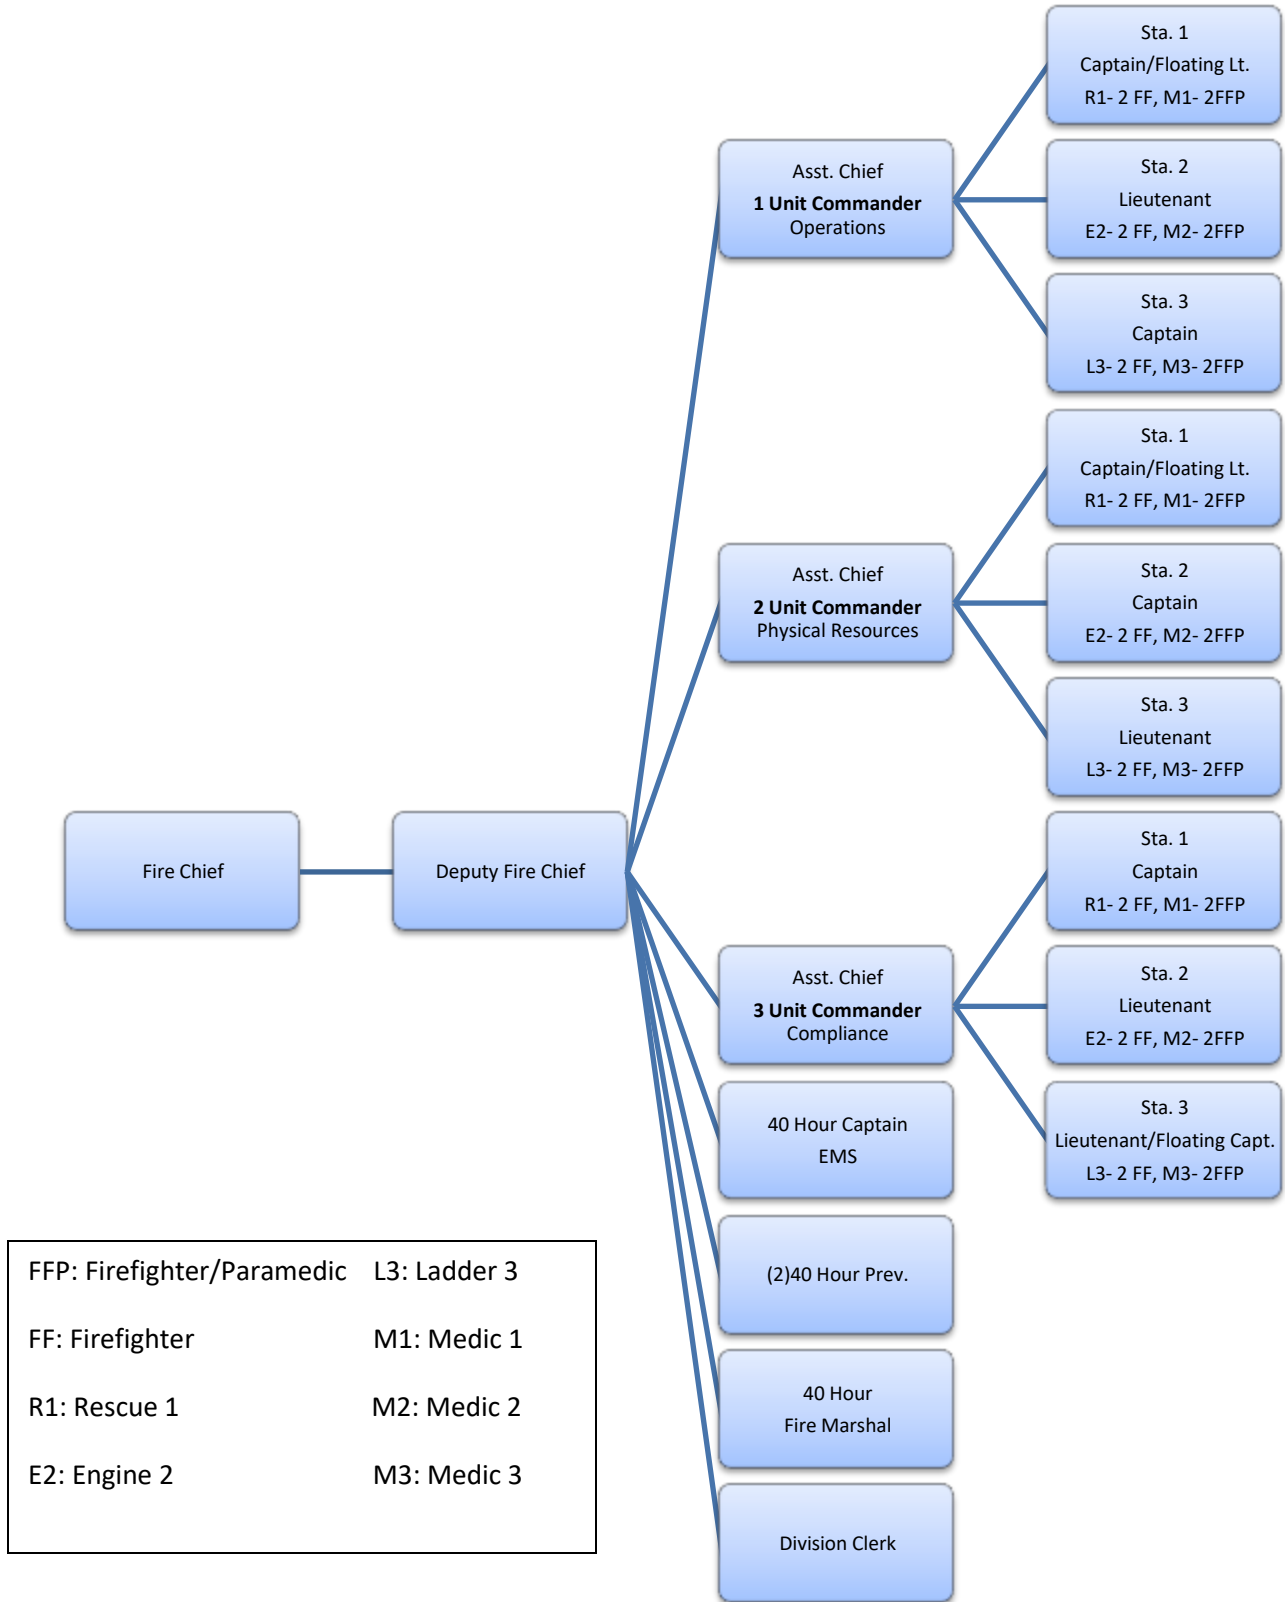 Fire Chief
Deputy Fire Chief
Asst. Chief
1 Unit Commander
Operations
Sta. 1
Captain/Floating Lt.
R1- 2 FF, M1- 2FFP
Sta. 2
Lieutenant
E2- 2 FF, M2- 2FFP
Sta. 3
Captain
L3- 2 FF, M3- 2FFP
Asst. Chief
2 Unit Commander
Physical Resources
Sta. 1
Captain/Floating Lt.
R1- 2 FF, M1- 2FFP
Sta. 2
Captain
E2- 2 FF, M2- 2FFP
Sta. 3
Lieutenant
L3- 2 FF, M3- 2FFP
Asst. Chief
3 Unit Commander
Compliance
Sta. 1
Captain
R1- 2 FF, M1- 2FFP
Sta. 2
Lieutenant
E2- 2 FF, M2- 2FFP
Sta. 3
Lieutenant/Floating Capt.
L3- 2 FF, M3- 2FFP
40 Hour Captain
EMS
(2)40 Hour Prev.
40 Hour
Fire Marshal
Division Clerk
FFP: Firefighter/Paramedic L3: Ladder 3
FF: Firefighter M1: Medic 1
R1: Rescue 1 M2: Medic 2
E2: Engine 2 M3: Medic 3